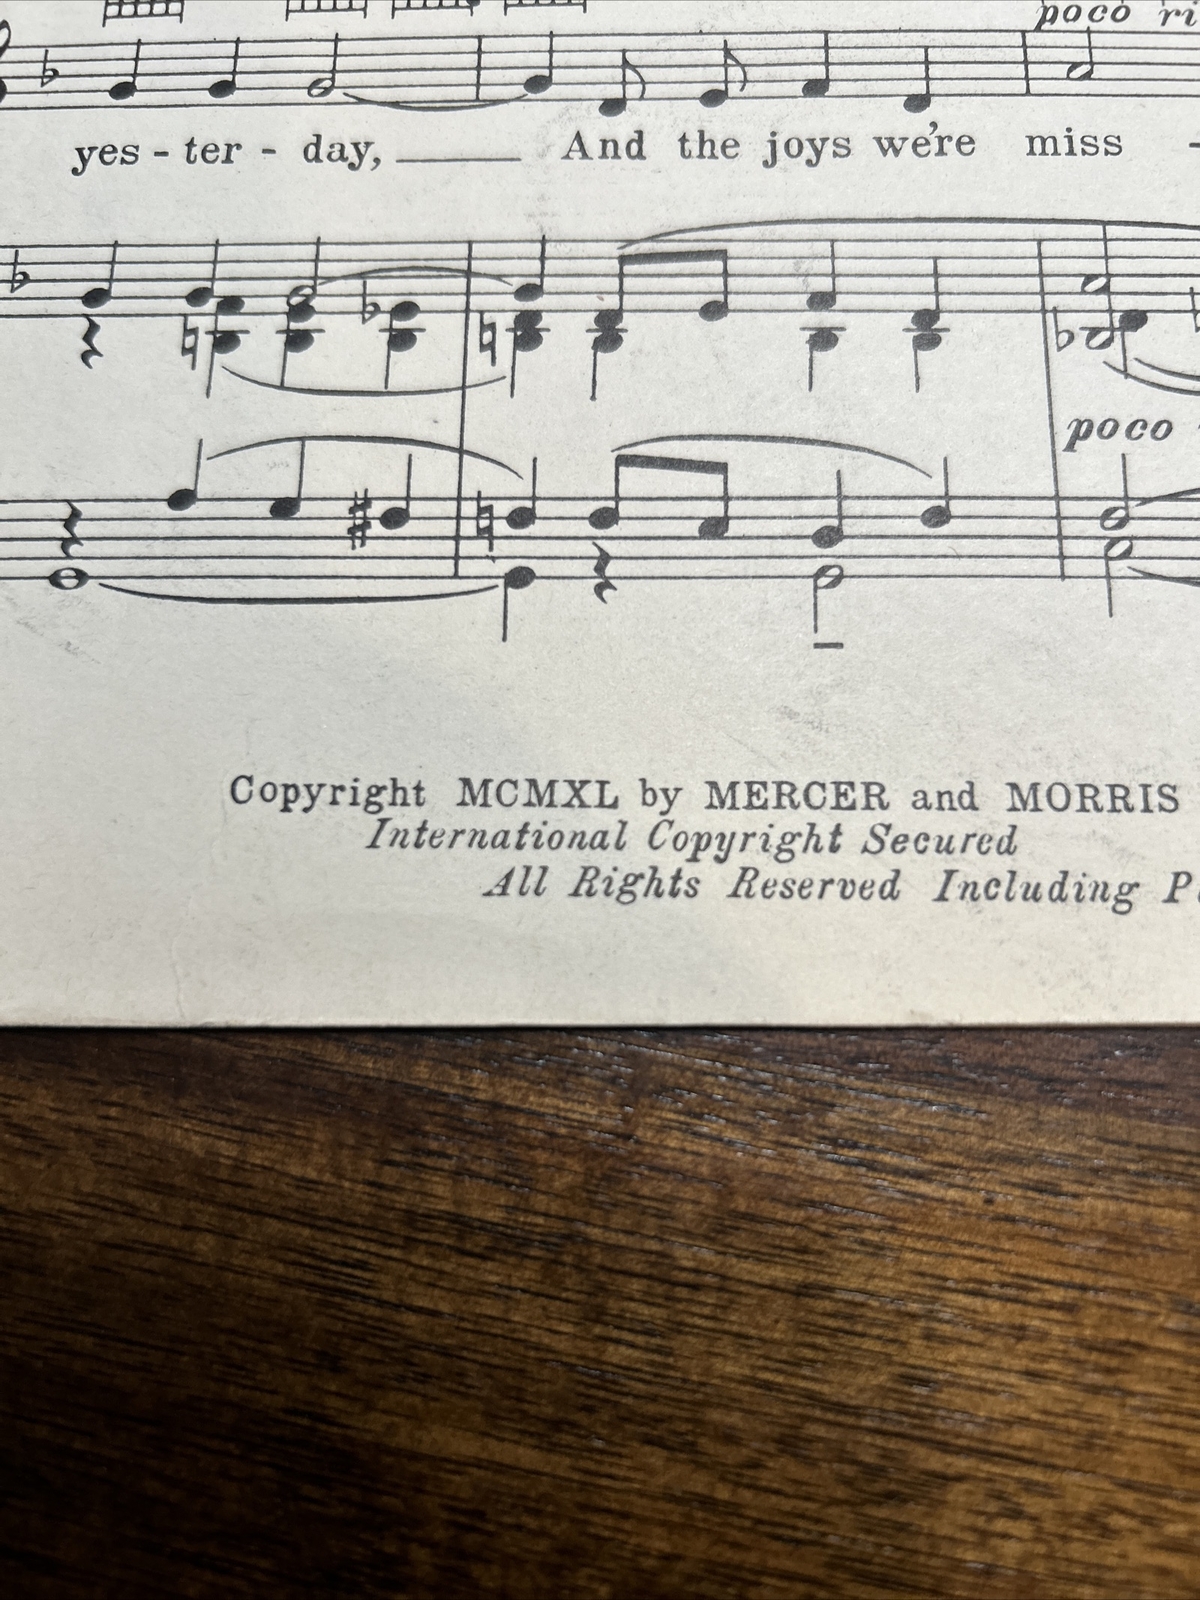 poco
yes - ter - day, And the joys we're miss -
poco
Copyright MCMXL by MERCER and MORRIS
International Copyright Secured
All Rights Reserved Including